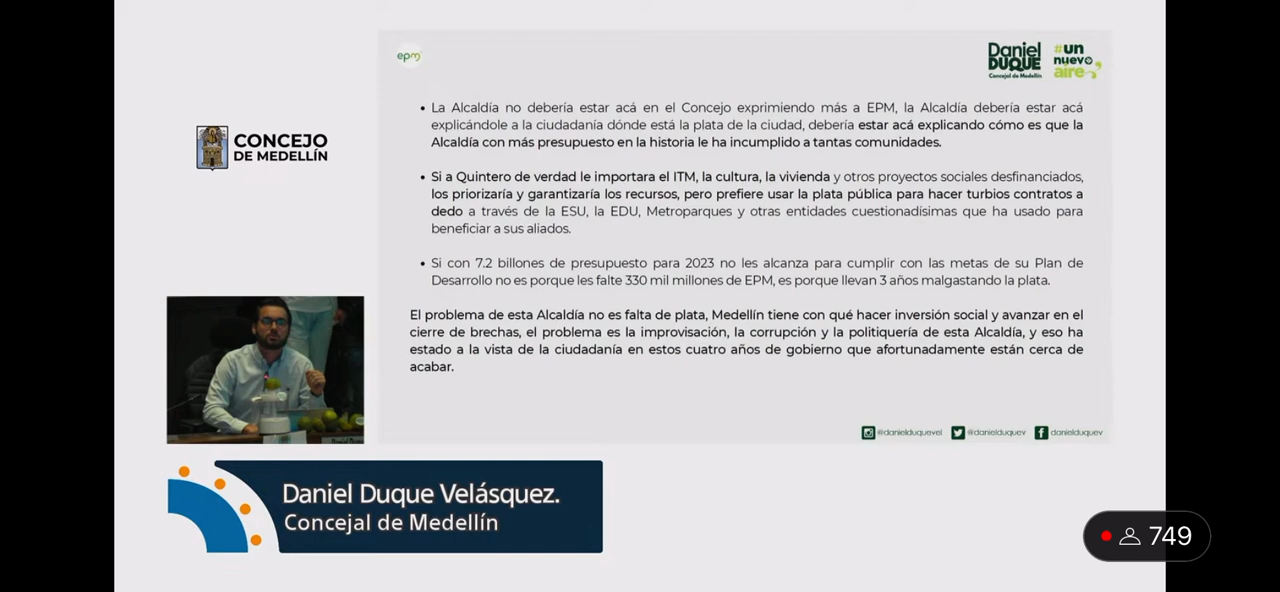 epm
Daniel
DUQUE
Concejal de Medellín
#un
nuevo
aire
• La Alcaldía no debería estar acá en el Concejo exprimiendo más a EPM, la Alcaldía debería estar acá
explicándole a la ciudadanía dónde está la plata de la ciudad, debería estar acá explicando cómo es que la
Alcaldía con más presupuesto en la historia le ha incumplido a tantas comunidades.
• Si a Quintero de verdad le importara el ITM, la cultura, la vivienda y otros proyectos sociales desfinanciados,
los priorizaría y garantizaría los recursos, pero prefiere usar la plata pública para hacer turbios contratos a
dedo a través de la ESU, la EDU, Metroparques y otras entidades cuestionadísimas que ha usado para
beneficiar a sus aliados.
• Si con 7.2 billones de presupuesto para 2023 no les alcanza para cumplir con las metas de su Plan de
Desarrollo no es porque les falte 330 mil millones de EPM, es porque llevan 3 años malgastando la plata.
El problema de esta Alcaldía no es falta de plata, Medellín tiene con qué hacer inversión social y avanzar en el
cierre de brechas, el problema es la improvisación, la corrupción y la politiquería de esta Alcaldía, y eso ha
estado a la vista de la ciudadanía en estos cuatro años de gobierno que afortunadamente están cerca de
acabar.
@danielduquevel @danielduquev danielduquev
CONCEJO
DE MEDELLÍN
Daniel Duque Velásquez.
Concejal de Medellín
749